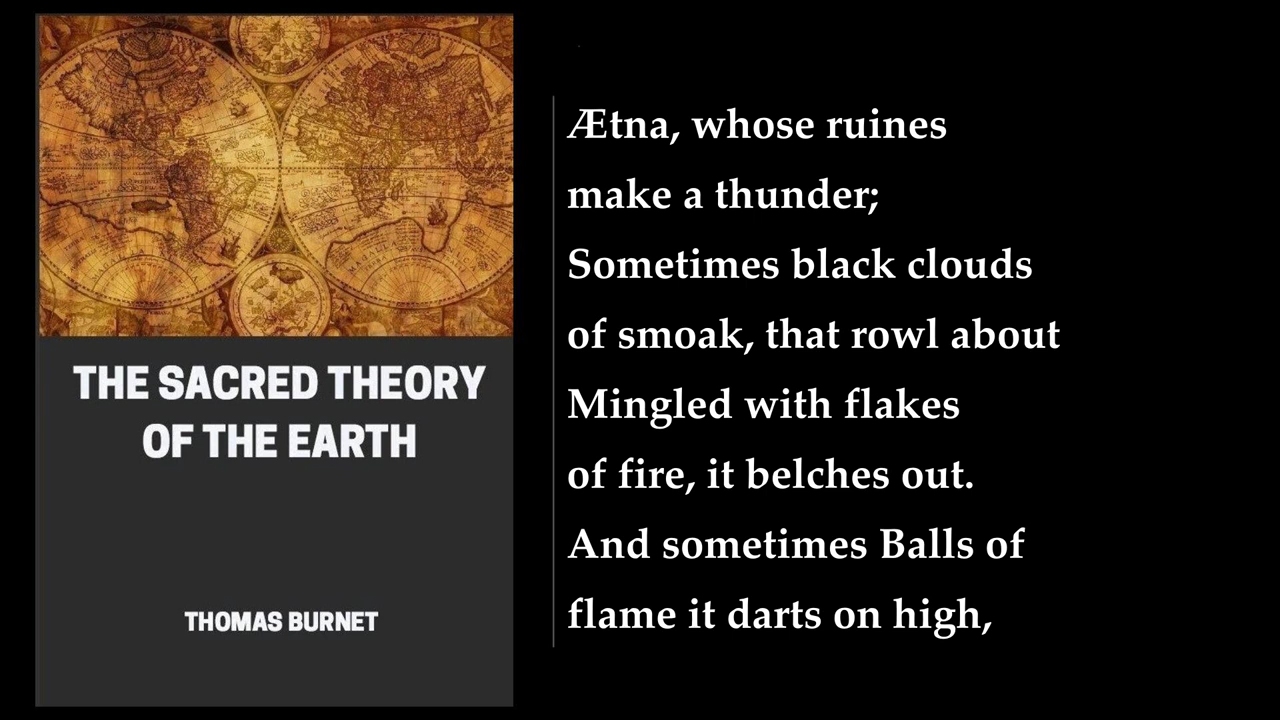 THE SACRED THEORY
OF THE EARTH
THOMAS BURNET
Ætna, whose ruines
make a thunder;
Sometimes black clouds
of smoak, that rowl about
Mingled with flakes
of fire, it belches out.
And sometimes Balls of
flame it darts on high,